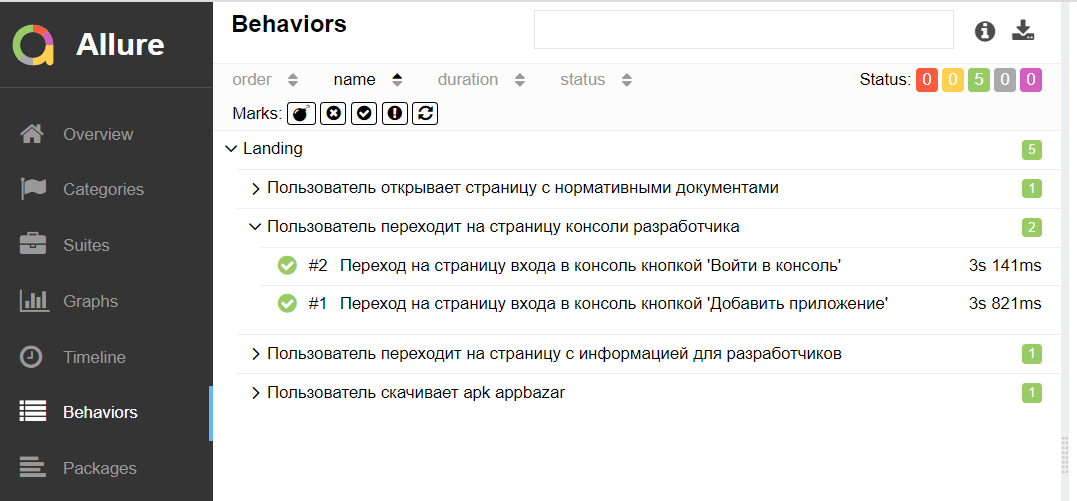 Allure
Overview
Categories
Suites
Graphs
Timeline
Behaviors
Packages
Behaviors
order name duration status Status: 0 0 5 0 0
Marks:
Landing 5
Пользователь открывает страницу с нормативными документами 1
Пользователь переходит на страницу консоли разработчика 2
#2 Переход на страницу входа в консоль кнопкой 'Войти в консоль' 3s 141ms
#1 Переход на страницу входа в консоль кнопкой 'Добавить приложение' 3s 821ms
Пользователь переходит на страницу с информацией для разработчиков 1
Пользователь скачивает apk appbazar 1